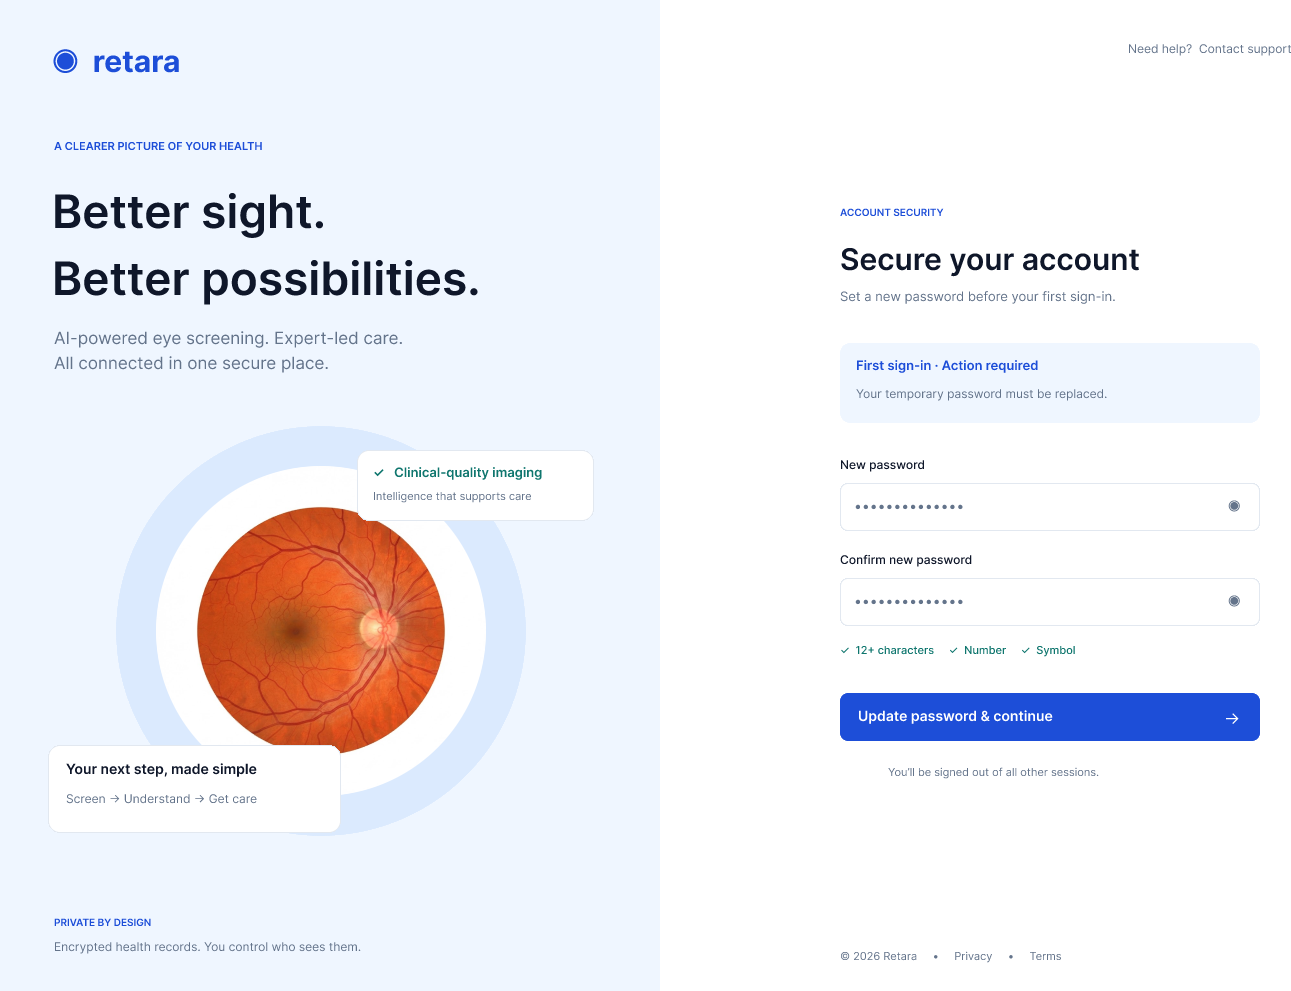 retara
A CLEARER PICTURE OF YOUR HEALTH
Better sight.
Better possibilities.
AI-powered eye screening. Expert-led care.
All connected in one secure place.
✓ Clinical-quality imaging
Intelligence that supports care
Your next step, made simple
Screen → Understand → Get care
PRIVATE BY DESIGN
Encrypted health records. You control who sees them.
Need help? Contact support
ACCOUNT SECURITY
Secure your account
Set a new password before your first sign-in.
First sign-in · Action required
Your temporary password must be replaced.
New password
••••••••••••••
Confirm new password
••••••••••••••
✓ 12+ characters ✓ Number ✓ Symbol
Update password & continue →
You'll be signed out of all other sessions.
© 2026 Retara • Privacy • Terms